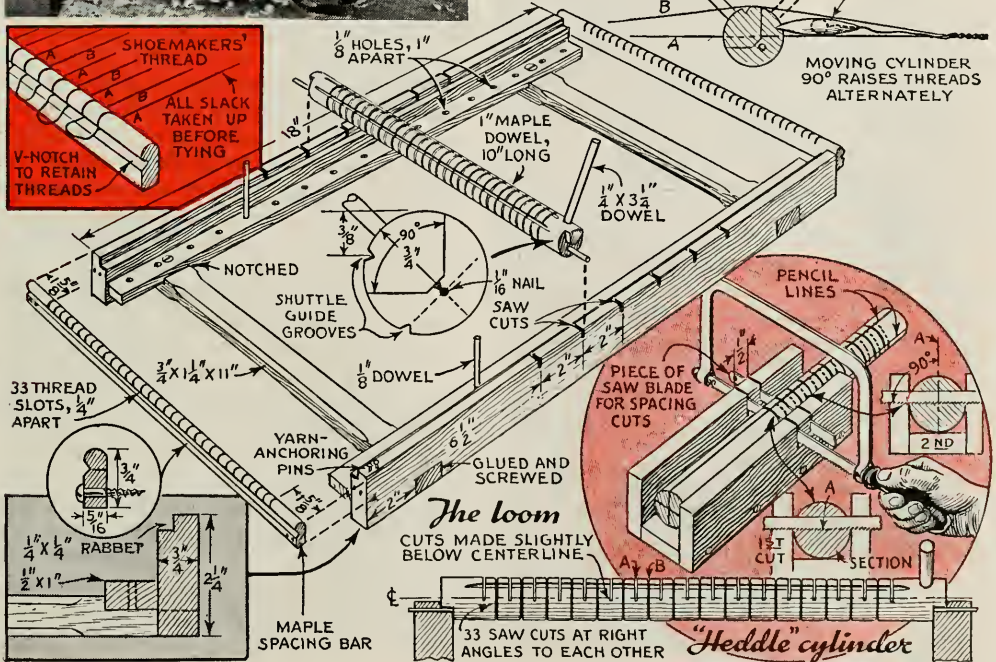 B
A
MOVING CYLINDER
90° RAISES THREADS
ALTERNATELY
SHOEMAKERS'
THREAD
A
B
A
B
A
B
A
B
A
ALL SLACK
TAKEN UP
BEFORE
TYING
V-NOTCH
TO RETAIN
THREADS
1/8" HOLES, 1"
APART
18"
1" MAPLE
DOWEL,
10" LONG
1/4 X 3 1/4"
DOWEL
NOTCHED
3/8"
90°
3/4"
1/16" NAIL
SHUTTLE
GUIDE
GROOVES
SAW
CUTS
2"
2"
1/8" DOWEL
3/4" X 1 1/4" X 11"
5/8"
33 THREAD
SLOTS, 1/4"
APART
3/4"
5/16"
RABBET
1/4" X 1/4"
1/2" X 1"
3/4"
2 1/4"
YARN-
ANCHORING
PINS
6 1/2"
2"
GLUED AND
SCREWED
MAPLE
SPACING BAR
The loom
PENCIL
LINES
1/2"
PIECE OF
SAW BLADE
FOR SPACING
CUTS
A
90°
2ND
A
1ST
CUT
SECTION
CUTS MADE SLIGHTLY
BELOW CENTERLINE
A
B
℄
33 SAW CUTS AT RIGHT
ANGLES TO EACH OTHER
"Heddle" cylinder